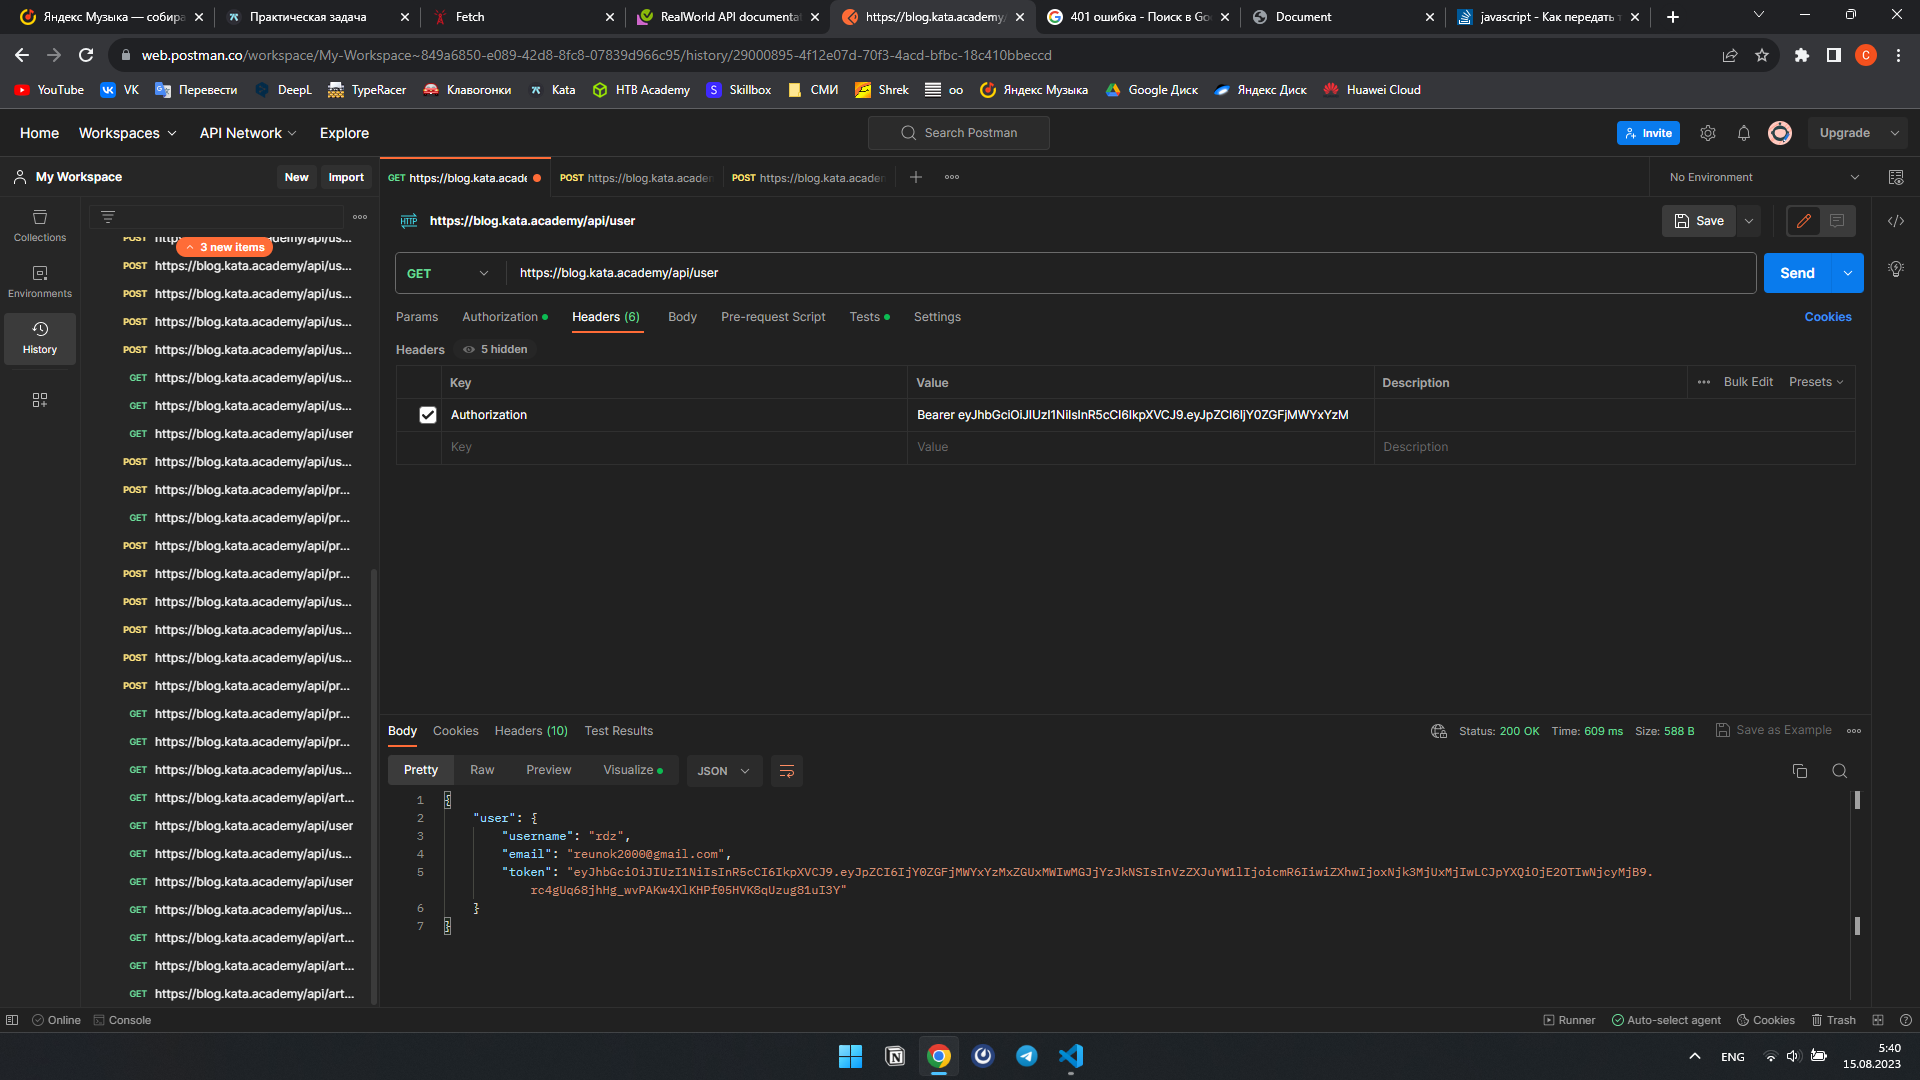 Яндекс Музыка — собира
Практическая задача
Fetch
RealWorld API documentat
https://blog.kata.academy/
401 ошибка - Поиск в Go
Document
javascript - Как передать т
web.postman.co/workspace/My-Workspace~849a6850-e089-42d8-8fc8-07839d966c95/history/29000895-4f12e07d-70f3-4acd-bfbc-18c410bbeccd
YouTube
VK
Перевести
DeepL
TypeRacer
Клавогонки
Kata
HTB Academy
Skillbox
СМИ
Shrek
oo
Яндекс Музыка
Google Диск
Яндекс Диск
Huawei Cloud
Home
Workspaces
API Network
Explore
Search Postman
Invite
Upgrade
My Workspace
New
Import
GET https://blog.kata.acade
POST https://blog.kata.academ
POST https://blog.kata.academ
No Environment
Collections
Environments
History
3 new items
POST https://blog.kata.academy/api/us...
POST https://blog.kata.academy/api/us...
POST https://blog.kata.academy/api/us...
POST https://blog.kata.academy/api/us...
POST https://blog.kata.academy/api/us...
GET https://blog.kata.academy/api/us...
GET https://blog.kata.academy/api/us...
GET https://blog.kata.academy/api/user
POST https://blog.kata.academy/api/us...
POST https://blog.kata.academy/api/pr...
GET https://blog.kata.academy/api/pr...
POST https://blog.kata.academy/api/pr...
POST https://blog.kata.academy/api/pr...
POST https://blog.kata.academy/api/us...
POST https://blog.kata.academy/api/us...
POST https://blog.kata.academy/api/us...
POST https://blog.kata.academy/api/pr...
GET https://blog.kata.academy/api/pr...
GET https://blog.kata.academy/api/pr...
GET https://blog.kata.academy/api/us...
GET https://blog.kata.academy/api/art...
GET https://blog.kata.academy/api/user
GET https://blog.kata.academy/api/us...
GET https://blog.kata.academy/api/user
GET https://blog.kata.academy/api/us...
GET https://blog.kata.academy/api/art...
GET https://blog.kata.academy/api/art...
GET https://blog.kata.academy/api/art...
HTTP https://blog.kata.academy/api/user
Save
GET
https://blog.kata.academy/api/user
Send
Params
Authorization
Headers (6)
Body
Pre-request Script
Tests
Settings
Cookies
Headers
5 hidden
Key
Value
Description
Bulk Edit
Presets
Authorization
Bearer eyJhbGciOiJIUzI1NiIsInR5cCI6IkpXVCJ9.eyJpZCI6IjY0ZGFjMWYxYzM
Key
Value
Description
Body
Cookies
Headers (10)
Test Results
Status: 200 OK
Time: 609 ms
Size: 588 B
Save as Example
Pretty
Raw
Preview
Visualize
JSON
1 {
2 "user": {
3 "username": "rdz",
4 "email": "reunok2000@gmail.com",
5 "token": "eyJhbGciOiJIUzI1NiIsInR5cCI6IkpXVCJ9.eyJpZCI6IjY0ZGFjMWYxYzMxZGUxMWIwMGJjYzJkNSIsInVzZXJuYW1lIjoicmR6IiwiZXhwIjoxNjk3MjUxMjIwLCJpYXQiOjE2OTIwNjcyMjB9.
rc4gUq68jhHg_wvPAKw4XlKHPf05HVK8qUzug81uI3Y"
6 }
7 }
Online
Console
Runner
Auto-select agent
Cookies
Trash
ENG
5:40
15.08.2023